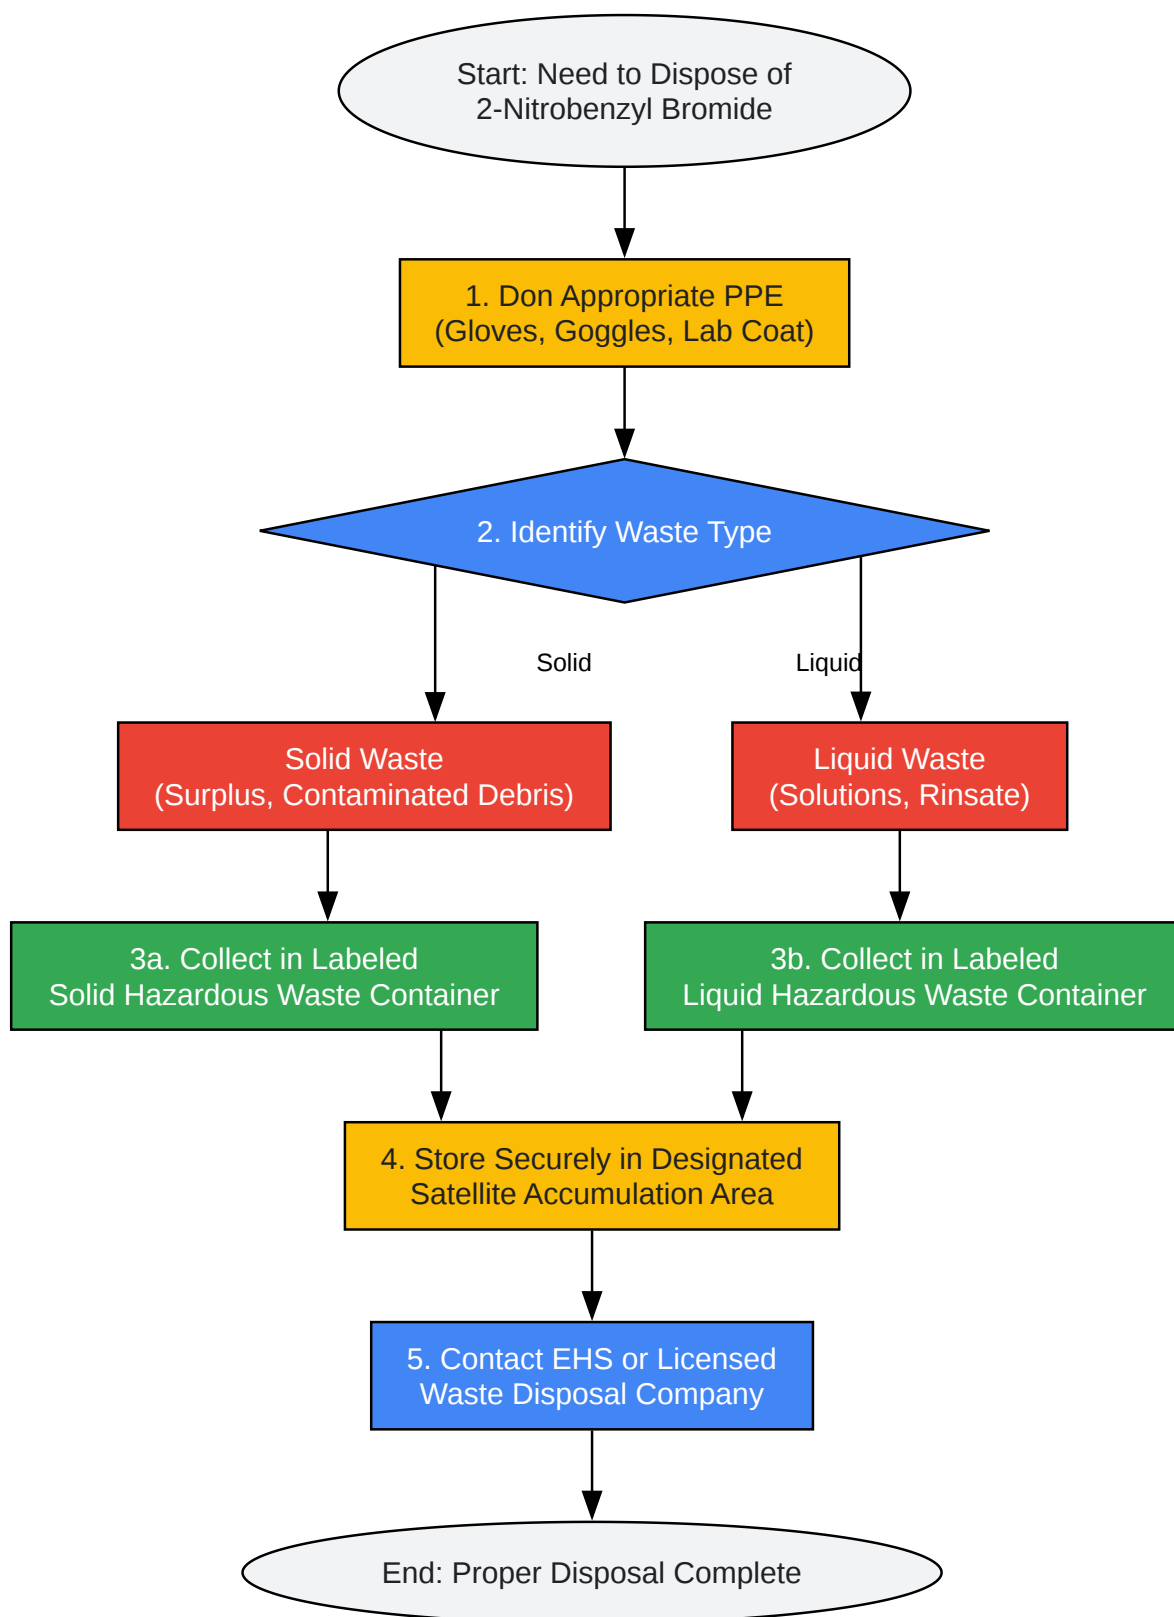 Start: Need to Dispose of
2-Nitrobenzyl Bromide
1. Don Appropriate PPE
(Gloves, Goggles, Lab Coat)
2. Identify Waste Type
Solid
Liquid
Solid Waste
(Surplus, Contaminated Debris)
Liquid Waste
(Solutions, Rinsate)
3a. Collect in Labeled
Solid Hazardous Waste Container
3b. Collect in Labeled
Liquid Hazardous Waste Container
4. Store Securely in Designated
Satellite Accumulation Area
5. Contact EHS or Licensed
Waste Disposal Company
End: Proper Disposal Complete